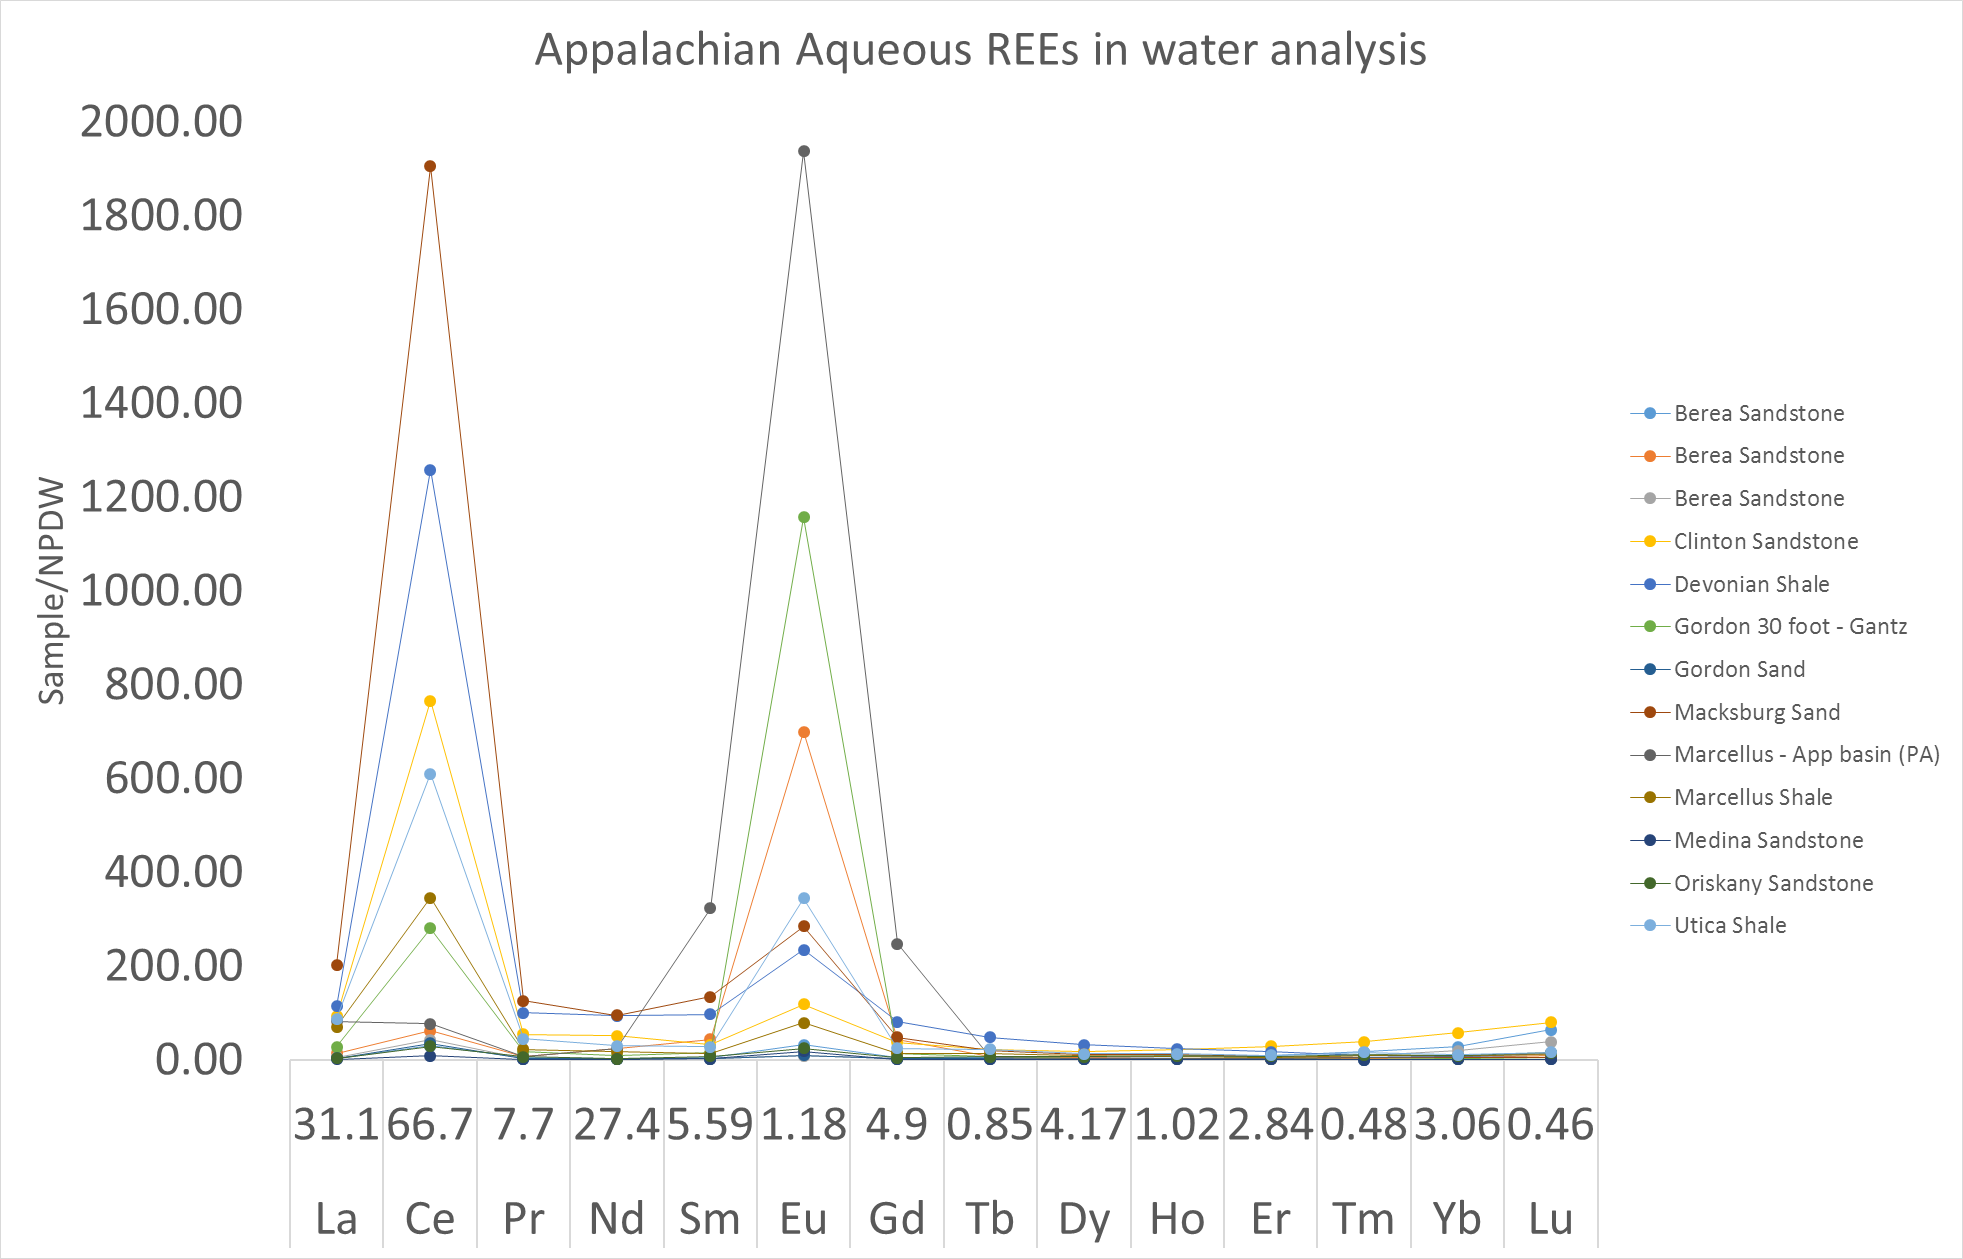 Appalachian Aqueous REEs in water analysis
2000.00
1800.00
1600.00
1400.00
1200.00
1000.00
800.00
600.00
400.00
200.00
0.00
Sample/NPDW
31.1 66.7 7.7 27.4 5.59 1.18 4.9 0.85 4.17 1.02 2.84 0.48 3.06 0.46
La Ce Pr Nd Sm Eu Gd Tb Dy Ho Er Tm Yb Lu
Berea Sandstone
Berea Sandstone
Berea Sandstone
Clinton Sandstone
Devonian Shale
Gordon 30 foot - Gantz
Gordon Sand
Macksburg Sand
Marcellus - App basin (PA)
Marcellus Shale
Medina Sandstone
Oriskany Sandstone
Utica Shale